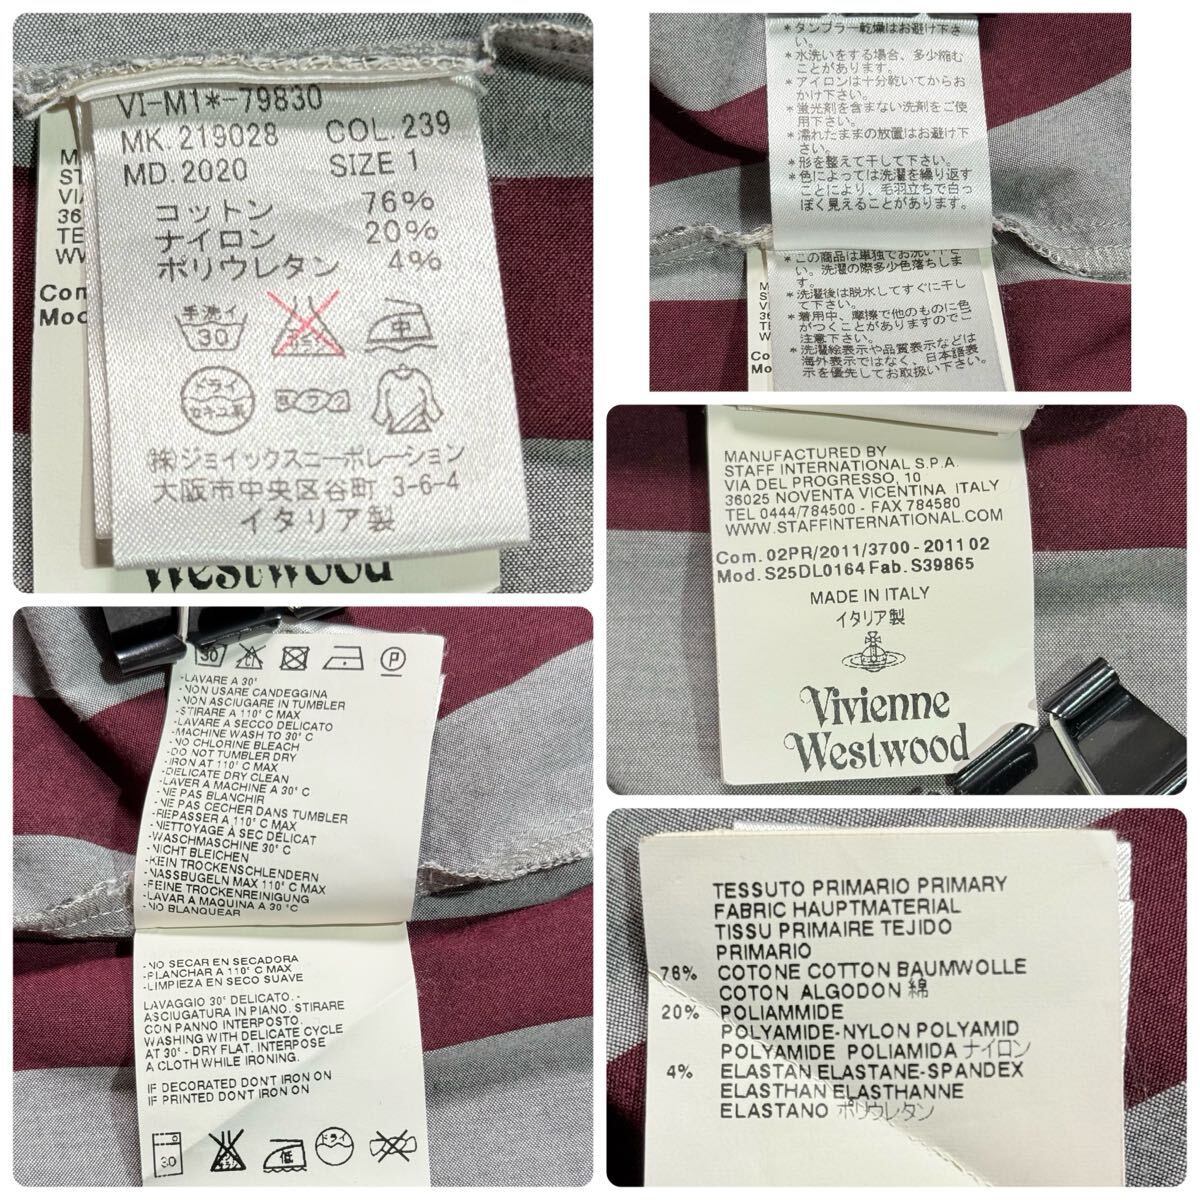 VI-M1*-79830
MK.219028 COL.239
MD.2020 SIZE 1
コットン 76%
ナイロン 20%
ポリウレタン 4%
手洗イ
30
中
ドライ
セキユ系
(株)ジョイックスコーポレーション
大阪市中央区谷町 3-6-4
イタリア製
Westwood
*タンブラー乾燥はお避け下さ
い。
*水洗いをする場合、多少縮む
ことがあります。
*アイロンは十分乾いてからお
かけ下さい。
*蛍光剤を含まない洗剤をご使
用下さい。
*濡れたままの放置はお避け下
さい。
*形を整えて干して下さい。
*色によっては洗濯を繰り返す
ことにより、毛羽立ちで白っ
ぽく見えることがあります。
*この商品は単独でお洗い下さ
い。洗濯の際多少色落ちしま
す。
*洗濯後は脱水してすぐに干し
て下さい。
*着用中、摩擦で他のものに色
がつくことがありますのでご
注意下さい。
*洗濯絵表示や品質表示などは
海外表示ではなく、日本語表
示を優先してお取扱い下さい。
MANUFACTURED BY
STAFF INTERNATIONAL S.P.A.
VIA DEL PROGRESSO, 10
36025 NOVENTA VICENTINA ITALY
TEL 0444/784500 - FAX 784580
WWW.STAFFINTERNATIONAL.COM
Com. 02PR/2011/3700 - 2011 02
Mod. S25DL0164 Fab. S39865
MADE IN ITALY
イタリア製
Vivienne
Westwood
30 P
-LAVARE A 30°
-NON USARE CANDEGGINA
-NON ASCIUGARE IN TUMBLER
-STIRARE A 110° C MAX
-LAVARE A SECCO DELICATO
-MACHINE WASH TO 30° C
-NO CHLORINE BLEACH
-DO NOT TUMBLE DRY
-IRON AT 110° C MAX
-DELICATE DRY CLEAN
-LAVER A MACHINE A 30° C
-NE PAS BLANCHIR
-NE PAS CECHER DANS TUMBLER
-REPASSER A 110° C MAX
-NETTOYAGE À SEC DÉLICAT
-WASCHMASCHINE 30° C
-NICHT BLEICHEN
-KEIN TROCKENSCHLENDERN
-NASSBUGELN MAX 110° C MAX
-FEINE TROCKENREINIGUNG
-LAVAR A MAQUINA A 30 °C
-NO BLANQUEAR
-NO SECAR EN SECADORA
-PLANCHAR A 110° C MAX
-LIMPIEZA EN SECO SUAVE
LAVAGGIO 30° DELICATO. -
ASCIUGATURA IN PIANO. STIRARE
CON PANNO INTERPOSTO.
WASHING WITH DELICATE CYCLE
AT 30° - DRY FLAT. INTERPOSE
A CLOTH WHILE IRONING.
IF DECORATED DON'T IRON ON
IF PRINTED DON'T IRON ON
30
低
ドライ
TESSUTO PRIMARIO PRIMARY
FABRIC HAUPTMATERIAL
TISSU PRIMAIRE TEJIDO
PRIMARIO
76% COTONE COTTON BAUMWOLLE
COTON ALGODON 綿
20% POLIAMMIDE
POLYAMIDE-NYLON POLYAMID
POLYAMIDE POLIAMIDA ナイロン
4% ELASTAN ELASTANE-SPANDEX
ELASTHAN ELASTHANNE
ELASTANO ポリウレタン